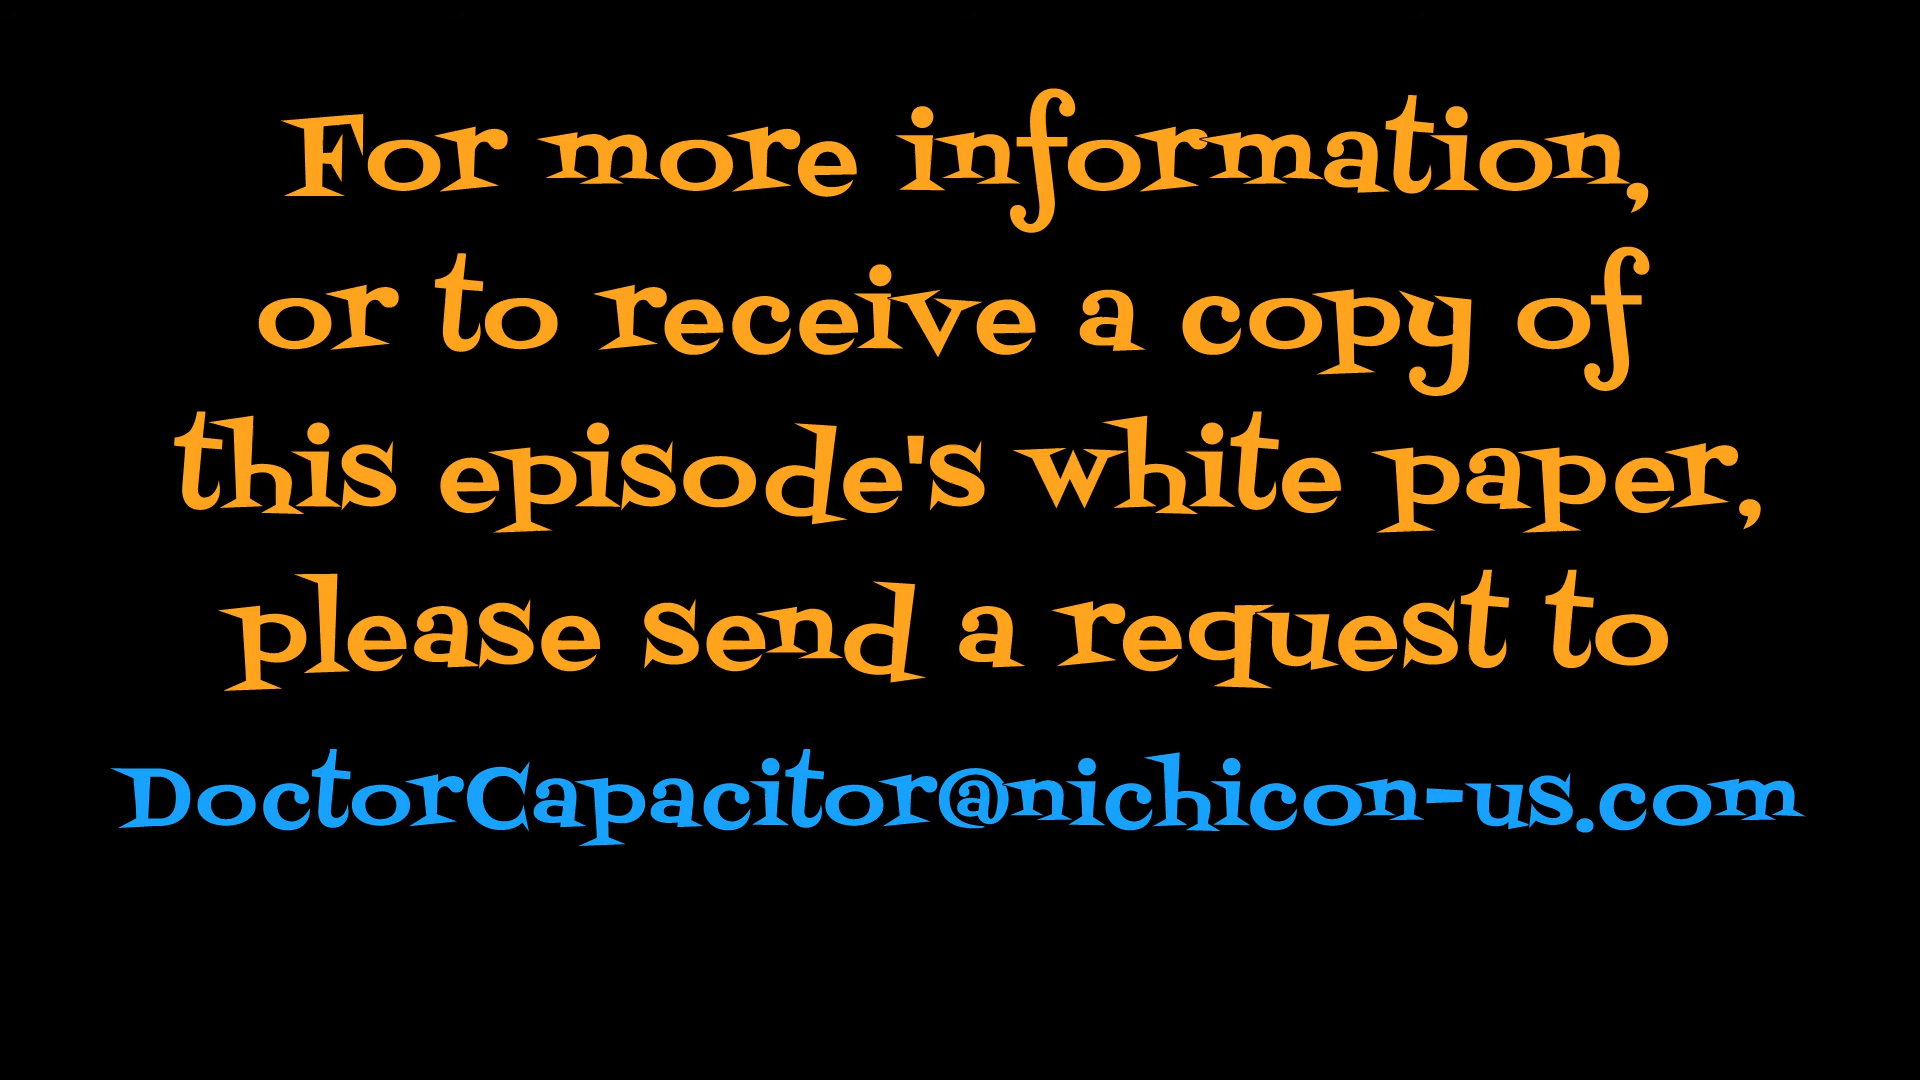 For more information,
or to receive a copy of
this episode's white paper,
please send a request to
DoctorCapacitor@nichicon-us.com